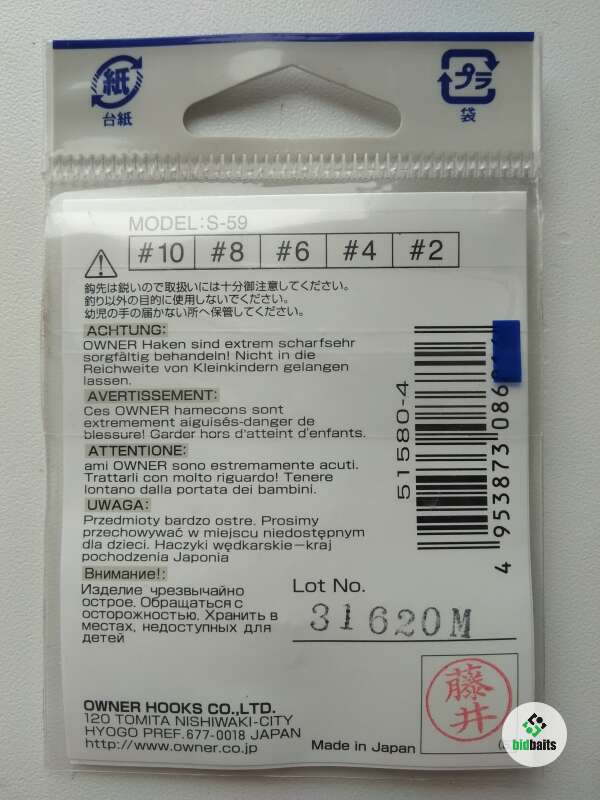 紙
台紙
プラ
袋
MODEL:S-59
#10 #8 #6 #4 #2
鈎先は鋭いので取扱いには十分御注意してください。
釣り以外の目的に使用しないでください。
幼児の手の届かない所へ保管してください。
ACHTUNG:
OWNER Haken sind extrem scharfsehr
sorgfältig behandeln! Nicht in die
Reichweite von Kleinkindern gelangen
lassen.
AVERTISSEMENT:
Ces OWNER hamecons sont
extremement aiguisés-danger de
blessure! Garder hors d'atteint d'enfants.
ATTENTIONE:
ami OWNER sono estremamente acuti.
Trattarli con molto riguardo! Tenere
lontano dalla portata dei bambini.
UWAGA:
Przedmioty bardzo ostre. Prosimy
przechowywać w miejscu niedostępnym
dla dzieci. Haczyki wędkarskie-kraj
pochodzenia Japonia
Внимание!:
Изделие чрезвычайно
острое. Обращаться с
осторожностью. Хранить в
местах, недоступных для
детей
51580-4
4 953873 086
Lot No.
31620M
OWNER HOOKS CO.,LTD.
120 TOMITA NISHIWAKI-CITY
HYOGO PREF.677-0018 JAPAN
http://www.owner.co.jp
Made in Japan
藤井
bidbaits